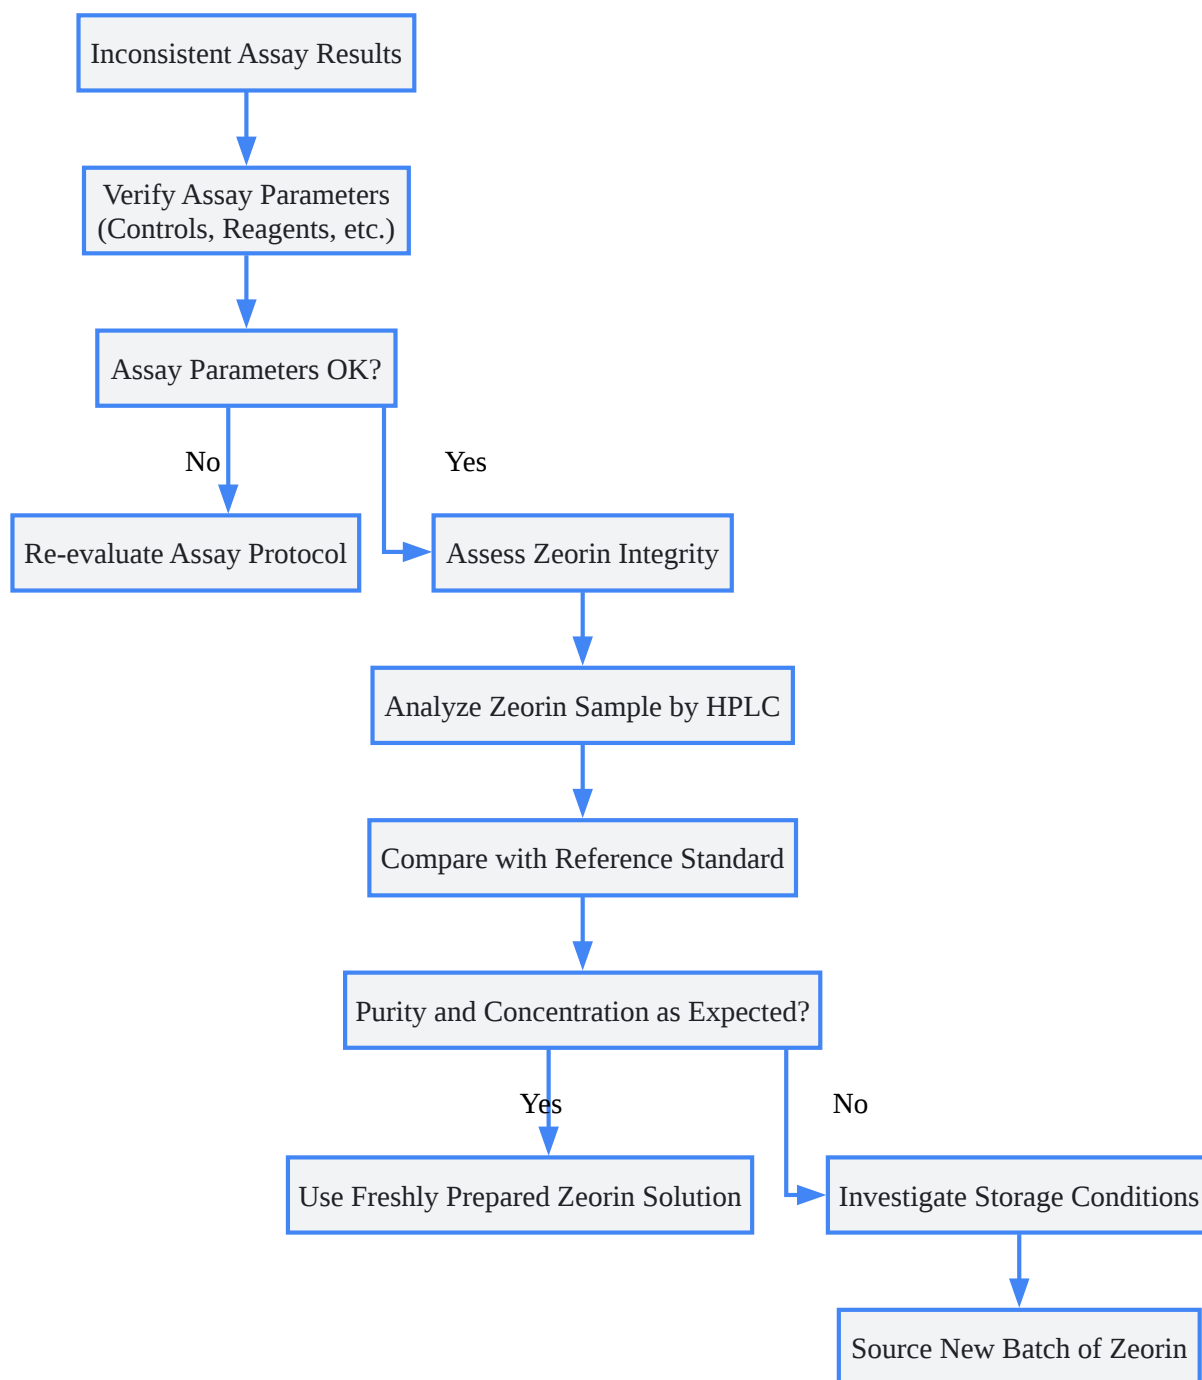 Inconsistent Assay Results
Verify Assay Parameters
(Controls, Reagents, etc.)
Assay Parameters OK?
No
Yes
Re-evaluate Assay Protocol
Assess Zeorin Integrity
Analyze Zeorin Sample by HPLC
Compare with Reference Standard
Purity and Concentration as Expected?
Yes
No
Use Freshly Prepared Zeorin Solution
Investigate Storage Conditions
Source New Batch of Zeorin